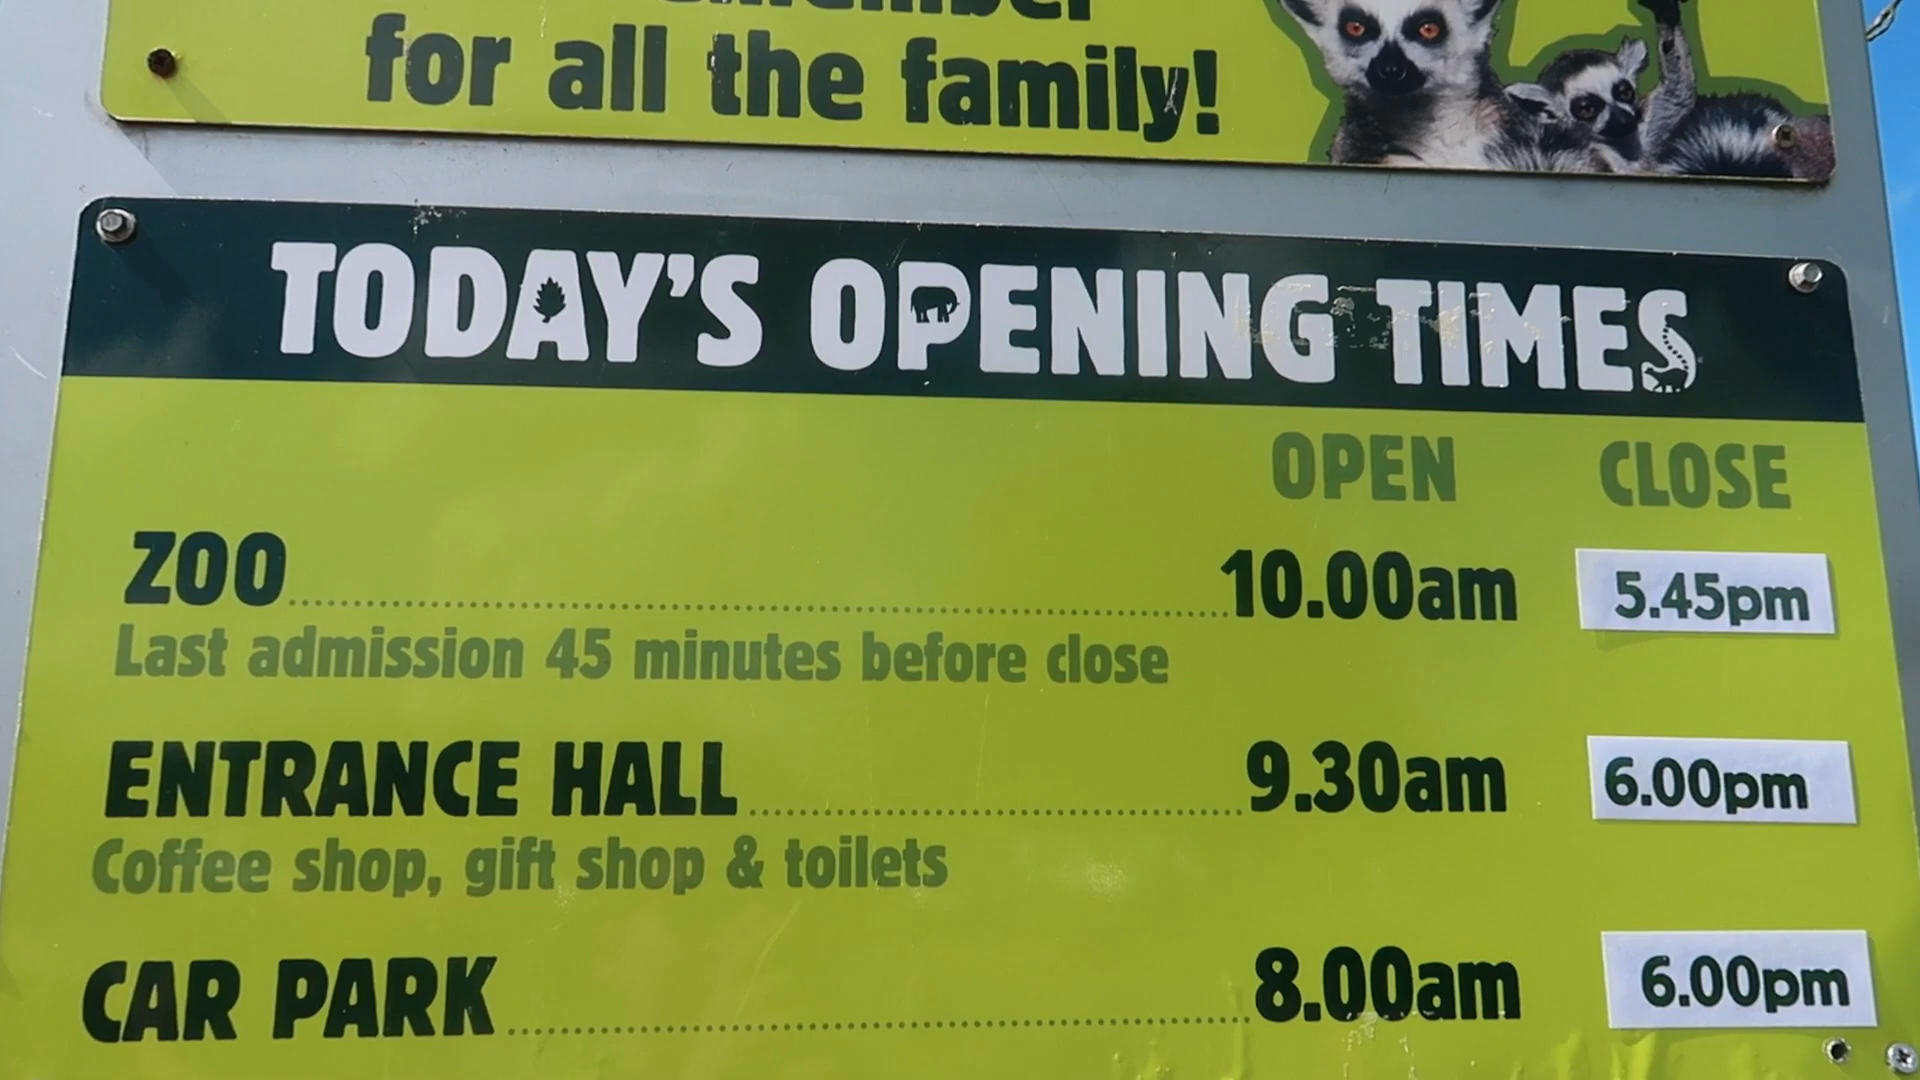 for all the family!
TODAY'S OPENING TIMES
OPEN CLOSE
ZOO 10.00am 5.45pm
Last admission 45 minutes before close
ENTRANCE HALL 9.30am 6.00pm
Coffee shop, gift shop & toilets
CAR PARK 8.00am 6.00pm